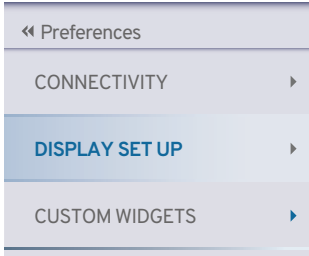 Preferences
CONNECTIVITY
DISPLAY SET UP
CUSTOM WIDGETS